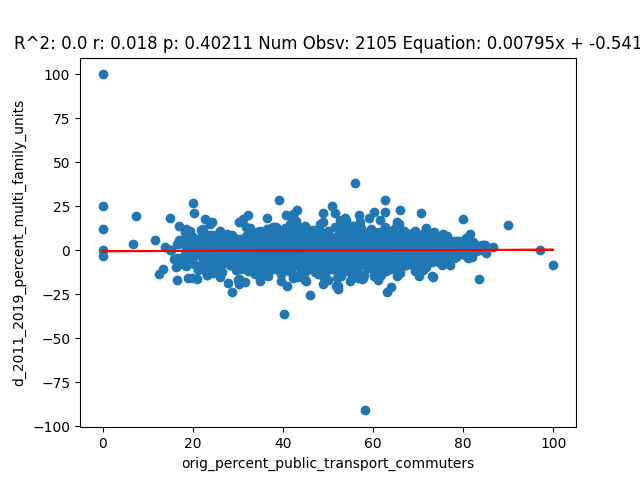 R^2: 0.0 r: 0.018 p: 0.40211 Num Obsv: 2105 Equation: 0.00795x + -0.541
100
75
50
25
0
−25
−50
−75
−100
d_2011_2019_percent_multi_family_units
0 20 40 60 80 100
orig_percent_public_transport_commuters